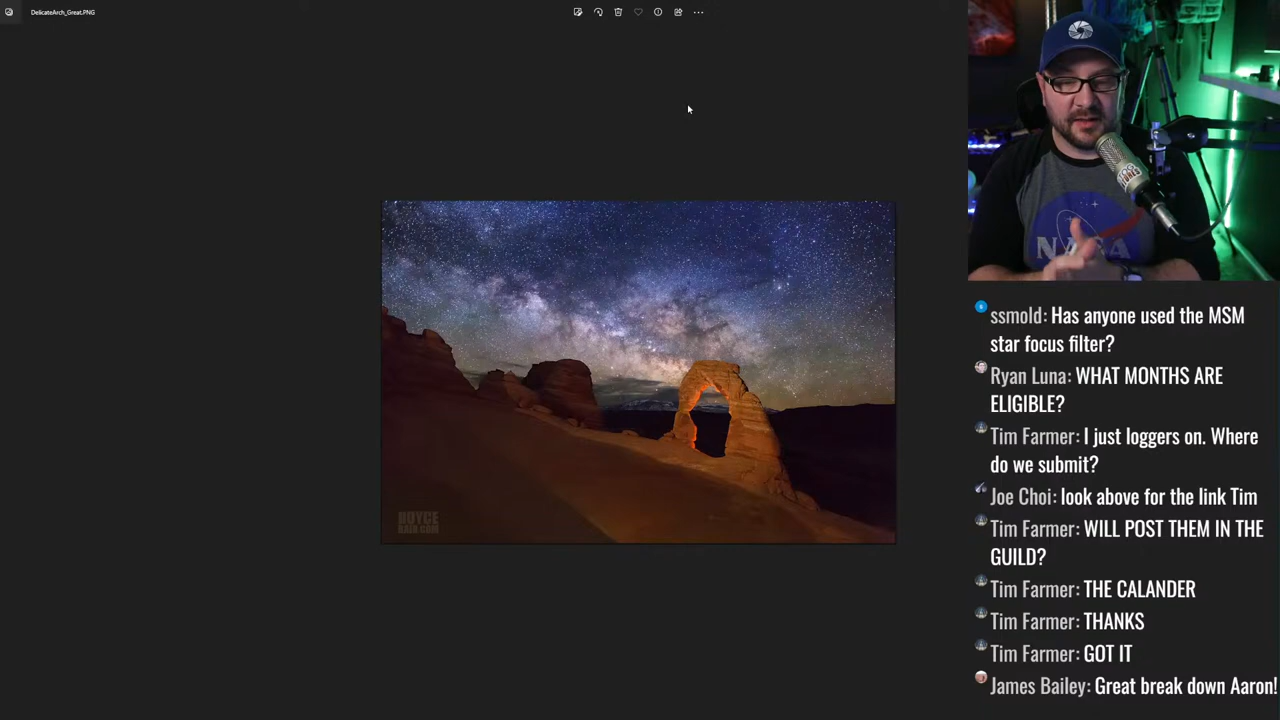 DelicateArch_Great.PNG
NASA
ssmold: Has anyone used the MSM
star focus filter?
Ryan Luna: WHAT MONTHS ARE
ELIGIBLE?
Tim Farmer: I just loggers on. Where
do we submit?
Joe Choi: look above for the link Tim
Tim Farmer: WILL POST THEM IN THE
GUILD?
Tim Farmer: THE CALANDER
Tim Farmer: THANKS
Tim Farmer: GOT IT
James Bailey: Great break down Aaron!